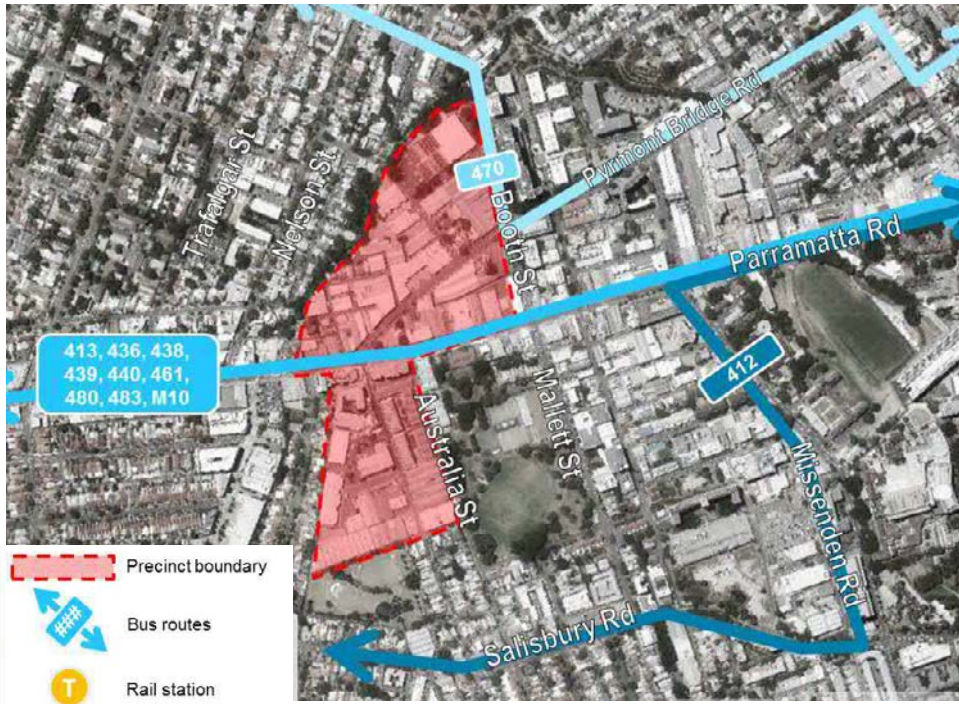 Trafalgar St
Nelson St
470
Booth St
Pyrmont Bridge Rd
Parramatta Rd
413, 436, 438,
439, 440, 461,
480, 483, M10
412
Australia St
Mallett St
Missenden Rd
Salisbury Rd
Precinct boundary
###
Bus routes
T
Rail station